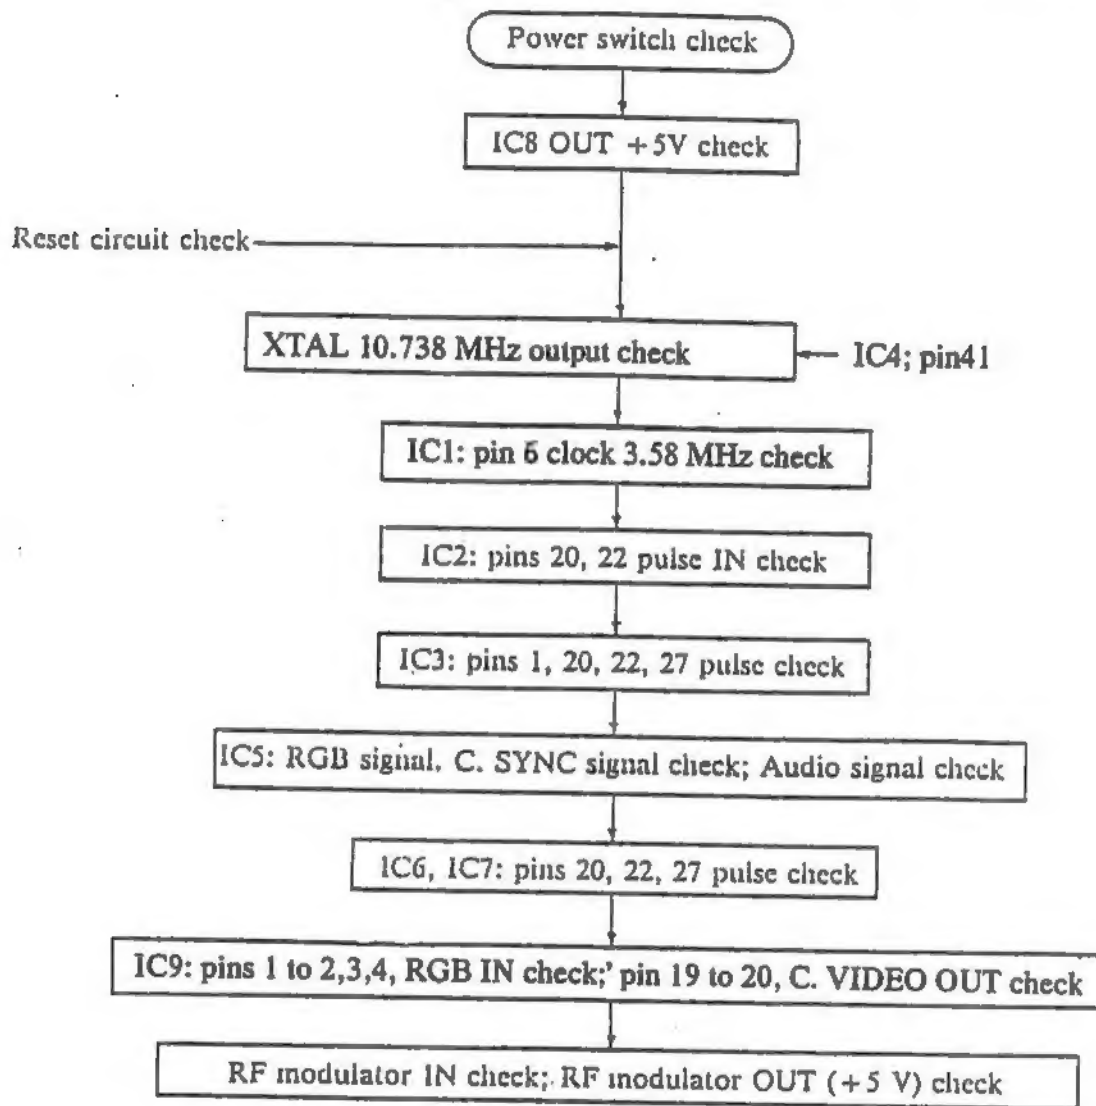 Power switch check
IC8 OUT +5V check
Reset circuit check
XTAL 10.738 MHz output check
IC4; pin41
IC1: pin 6 clock 3.58 MHz check
IC2: pins 20, 22 pulse IN check
IC3: pins 1, 20, 22, 27 pulse check
IC5: RGB signal, C. SYNC signal check; Audio signal check
IC6, IC7: pins 20, 22, 27 pulse check
IC9: pins 1 to 2,3,4, RGB IN check;' pin 19 to 20, C. VIDEO OUT check
RF modulator IN check; RF modulator OUT (+5 V) check